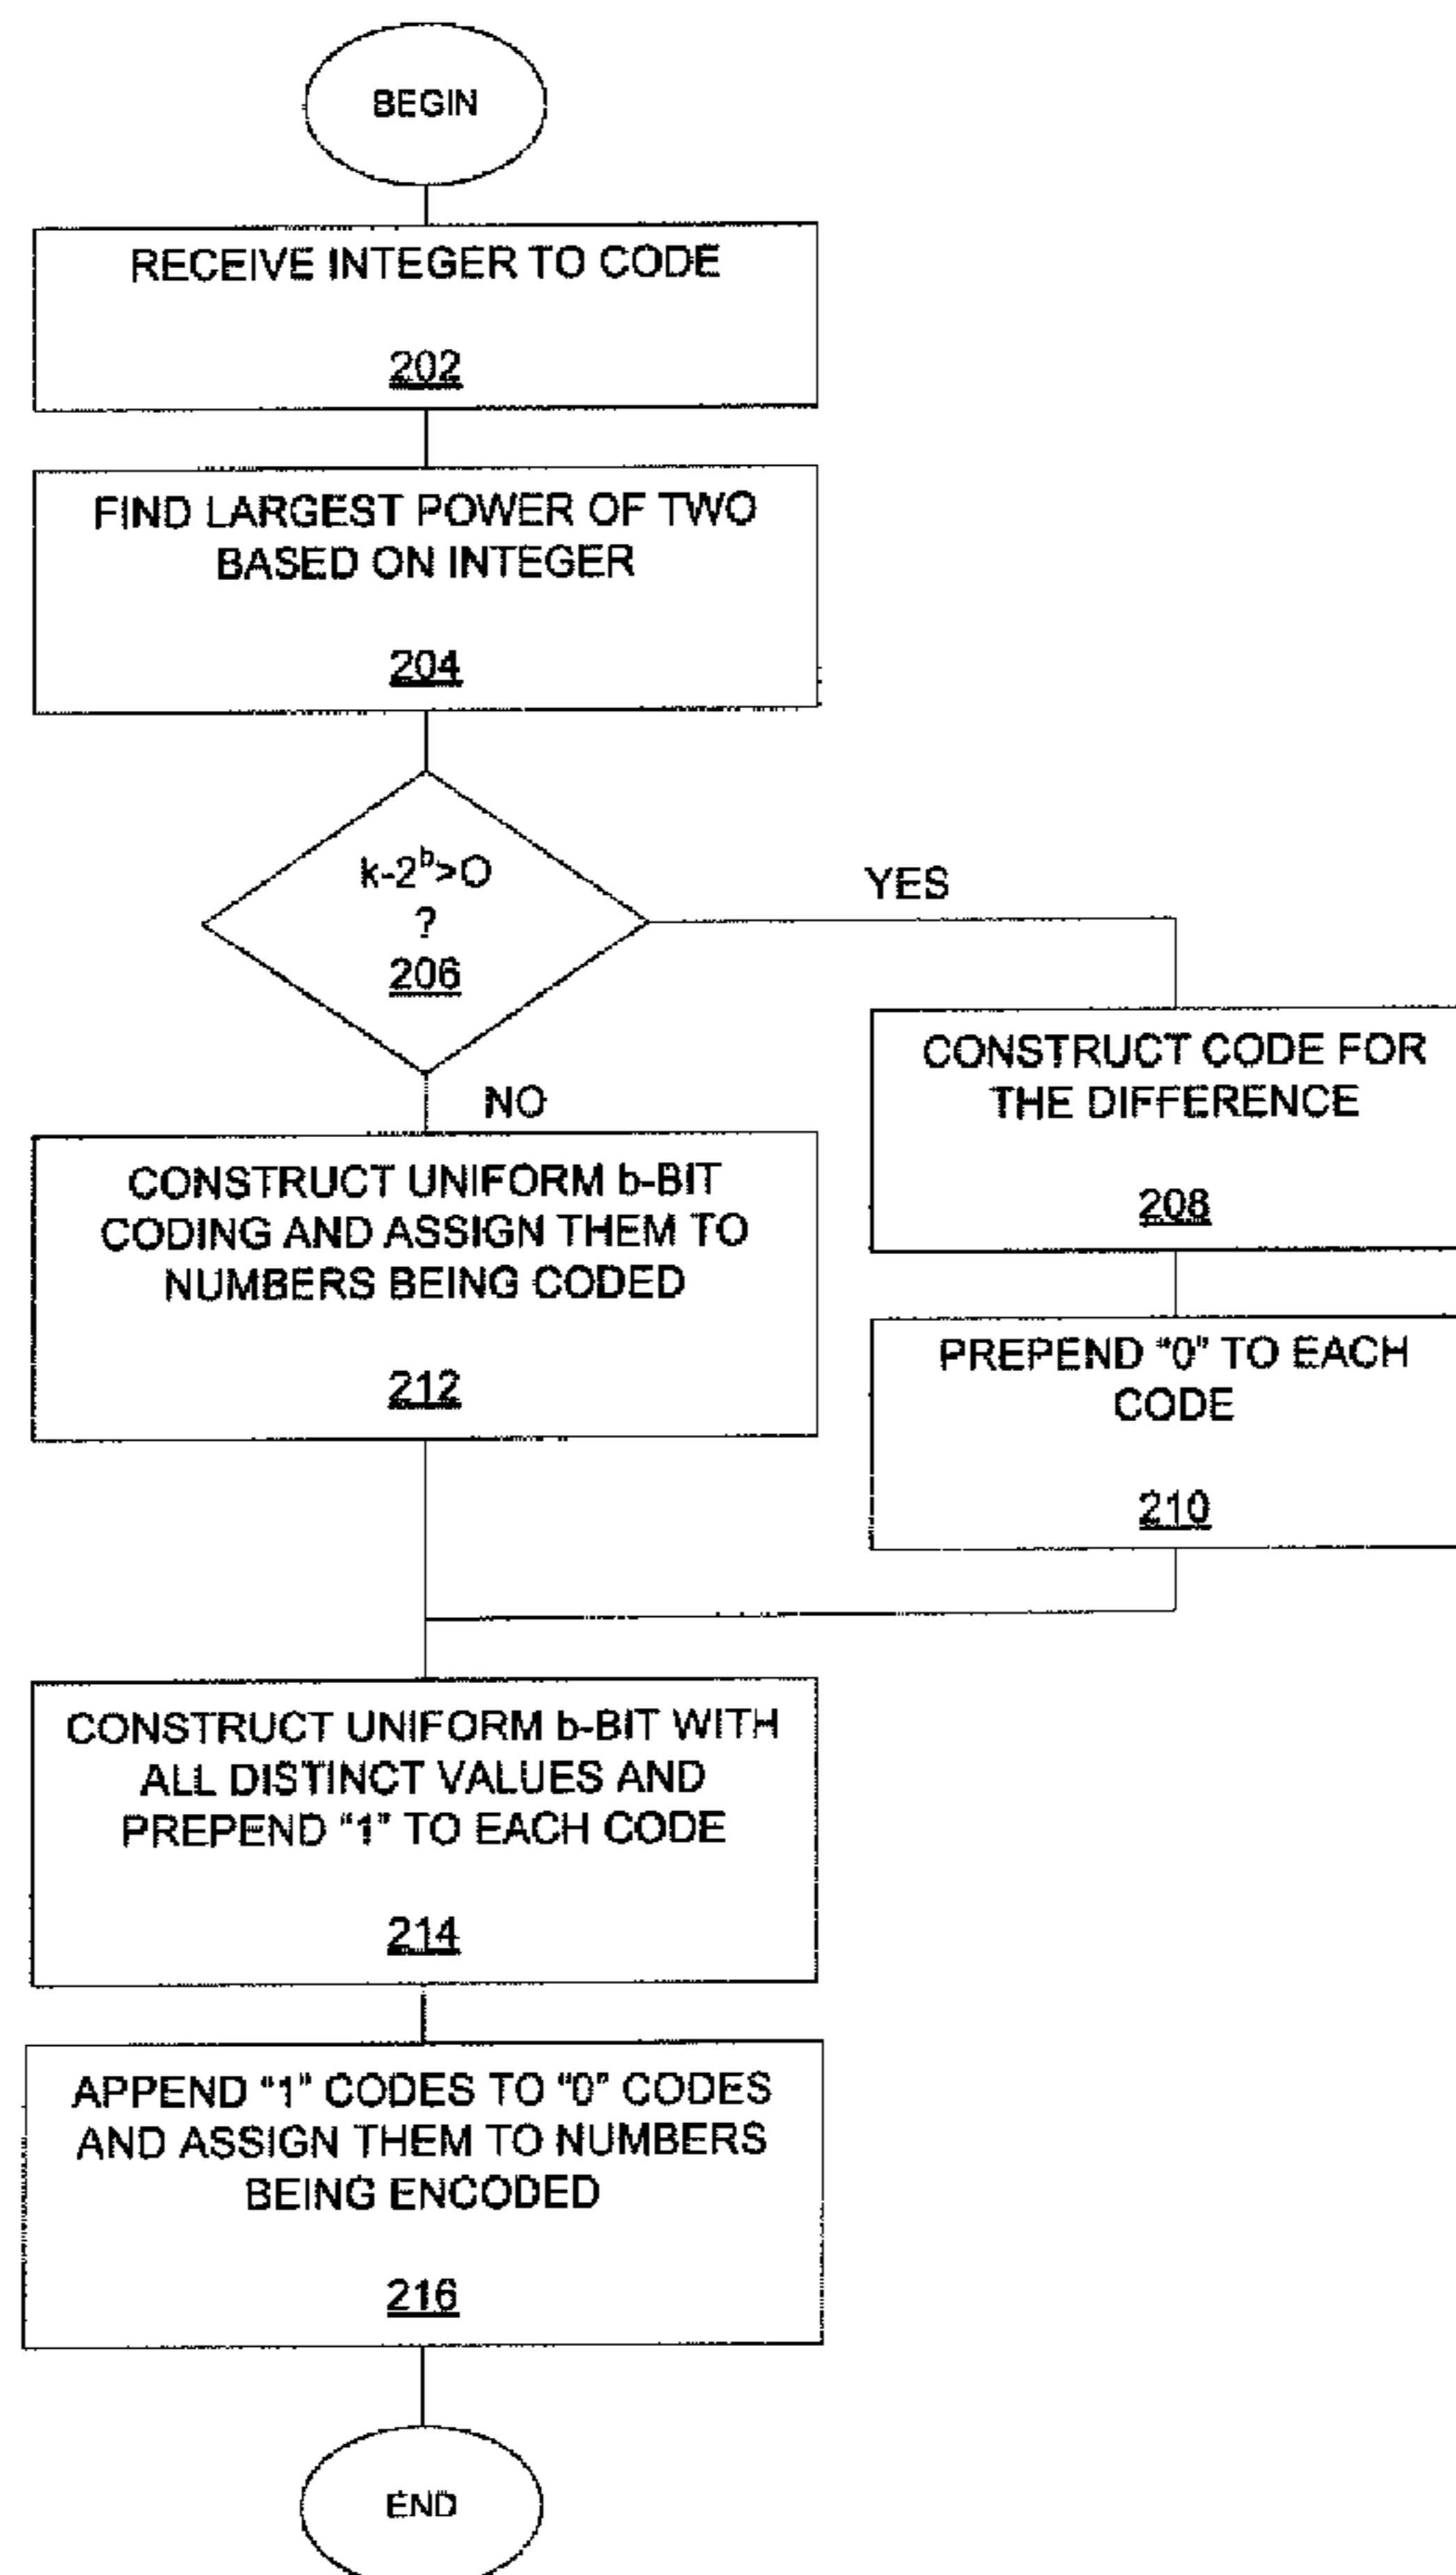 BEGIN
RECEIVE INTEGER TO CODE
202
FIND LARGEST POWER OF TWO
BASED ON INTEGER
204
k-2ᵇ>O
?
206
YES
NO
CONSTRUCT CODE FOR
THE DIFFERENCE
208
PREPEND “0” TO EACH
CODE
210
CONSTRUCT UNIFORM b-BIT
CODING AND ASSIGN THEM TO
NUMBERS BEING CODED
212
CONSTRUCT UNIFORM b-BIT WITH
ALL DISTINCT VALUES AND
PREPEND “1” TO EACH CODE
214
APPEND “1” CODES TO “0” CODES
AND ASSIGN THEM TO NUMBERS
BEING ENCODED
216
END